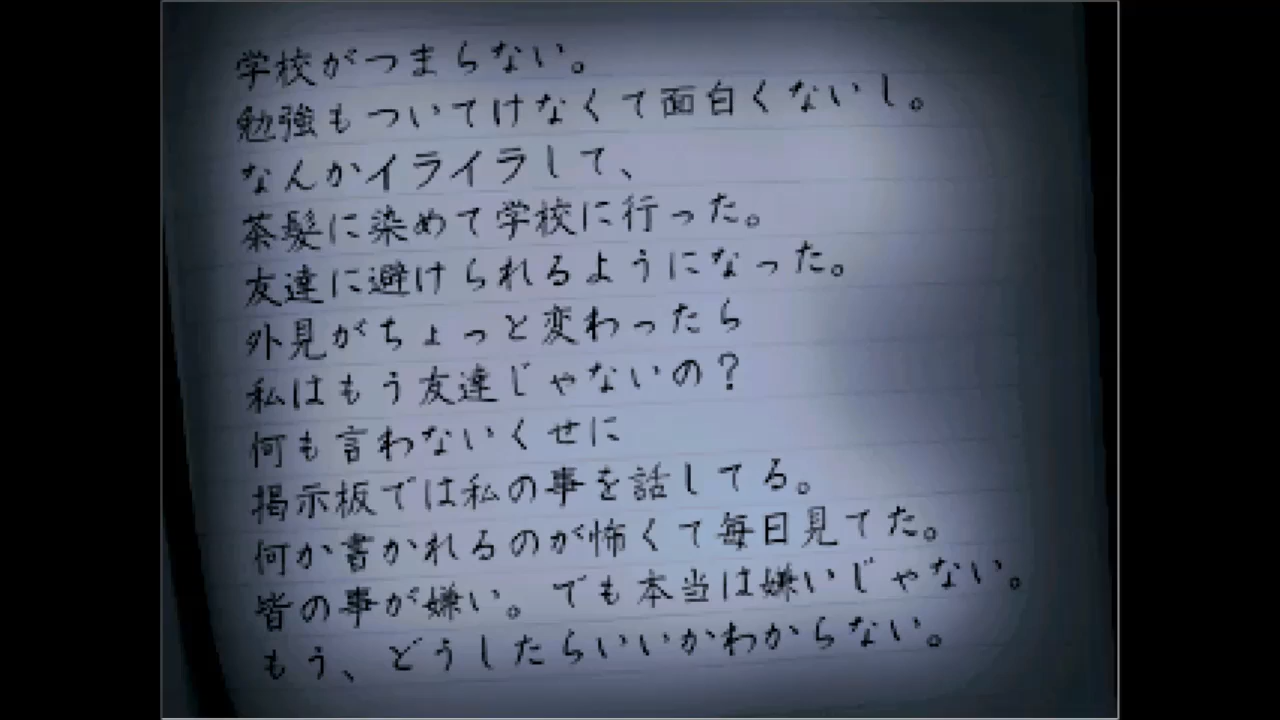 学校がつまらない。
勉強もついてけなくて面白くないし。
なんかイライラして、
茶髪に染めて学校に行った。
友達に避けられるようになった。
外見がちょっと変わったら
私はもう友達じゃないの？
何も言わないくせに
掲示板では私の事を話してる。
何か書かれるのが怖くて毎日見てた。
皆の事が嫌い。でも本当は嫌いじゃない。
もう、どうしたらいいかわからない。